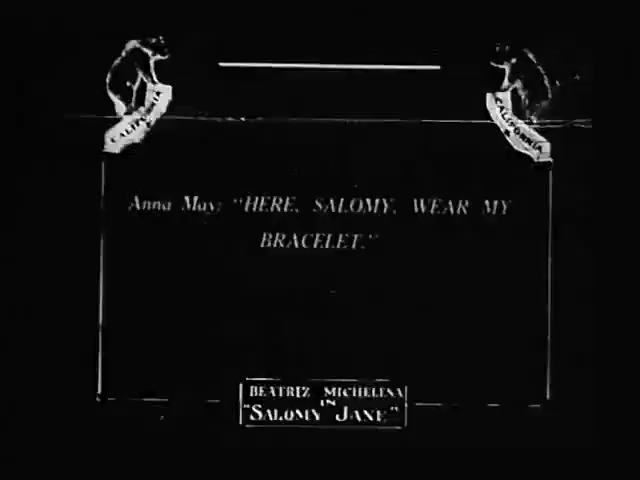 CALIFORNIA
CALIFORNIA
Anna May: "HERE, SALOMY, WEAR MY
BRACELET."
BEATRIZ MICHELENA
IN
"SALOMY JANE"